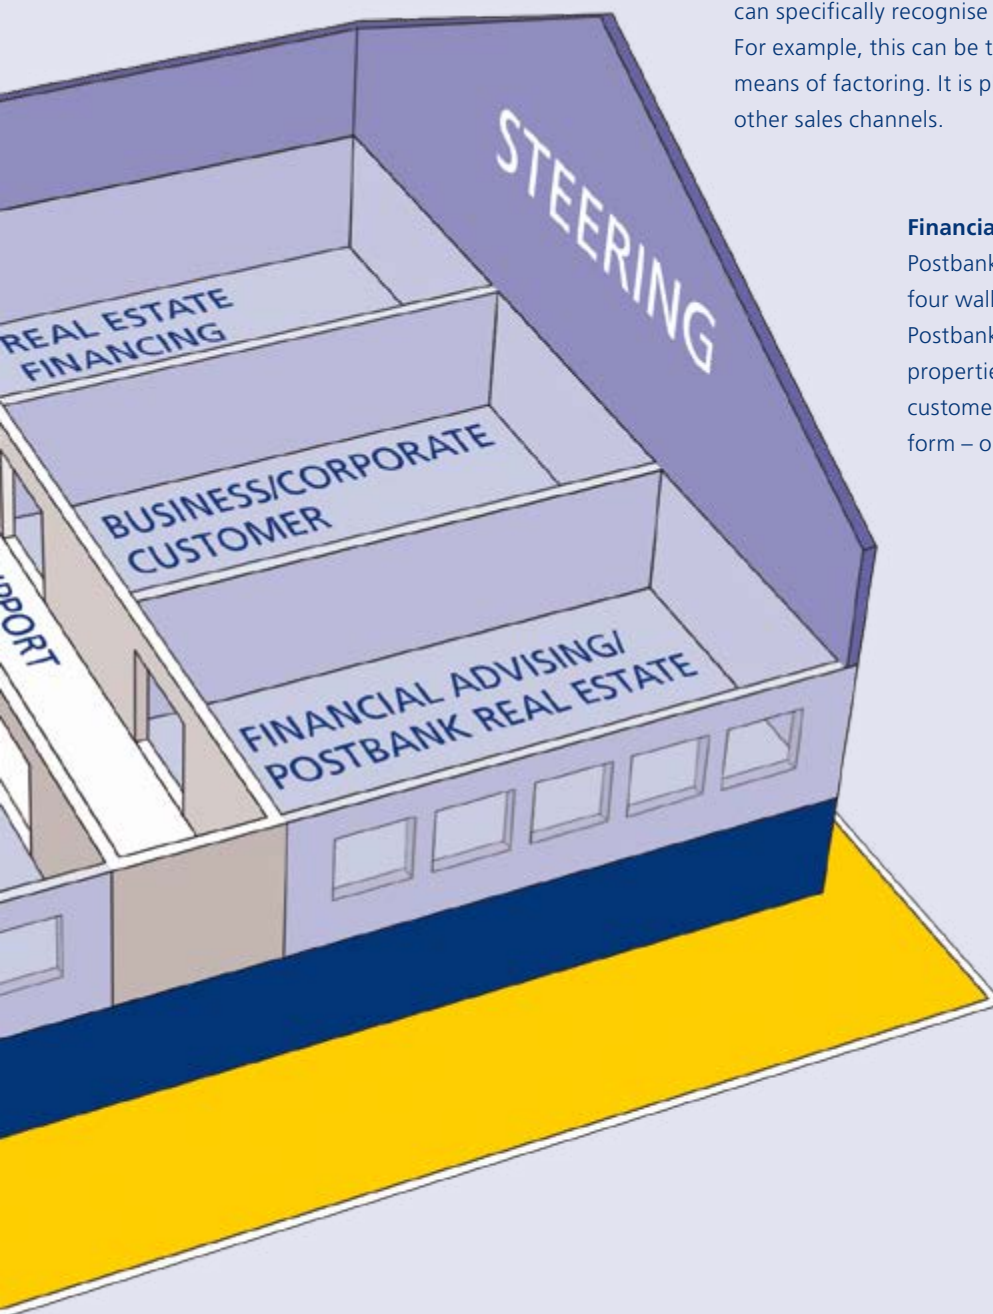 can specifically recognise
For example, this can be t
means of factoring. It is p
other sales channels.
STEERING
Financia
Postbank
four wall
Postbank
propertie
custome
form – o
REAL ESTATE
FINANCING
BUSINESS/CORPORATE
CUSTOMER
PPORT
FINANCIAL ADVISING/
POSTBANK REAL ESTATE